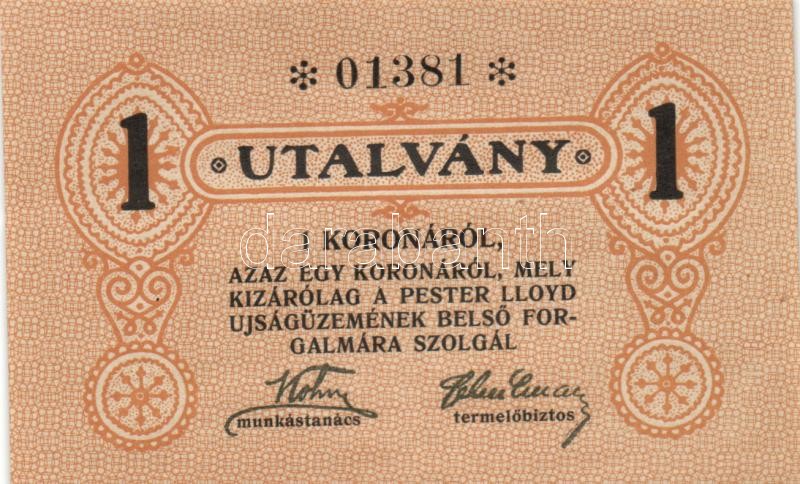 * 01381 *
1 UTALVÁNY 1
1 KORONÁRÓL,
darabanth
AZAZ EGY KORONÁRÓL, MELY
KIZÁRÓLAG A PESTER LLOYD
UJSÁGÜZEMÉNEK BELSŐ FOR-
GALMÁRA SZOLGÁL
munkástanács termelőbiztos